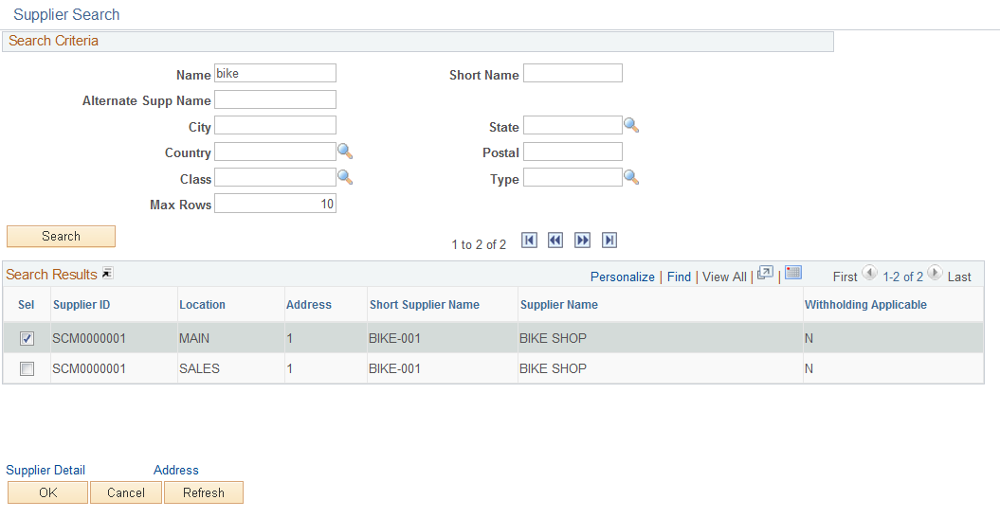 Supplier Search
Search Criteria
Name bike Short Name
Alternate Supp Name
City State
Country Postal
Class Type
Max Rows 10
Search 1 to 2 of 2
Search Results Personalize | Find | View All | | First 1-2 of 2 Last
Sel Supplier ID Location Address Short Supplier Name Supplier Name Withholding Applicable
SCM0000001 MAIN 1 BIKE-001 BIKE SHOP N
SCM0000001 SALES 1 BIKE-001 BIKE SHOP N
Supplier Detail Address
OK Cancel Refresh